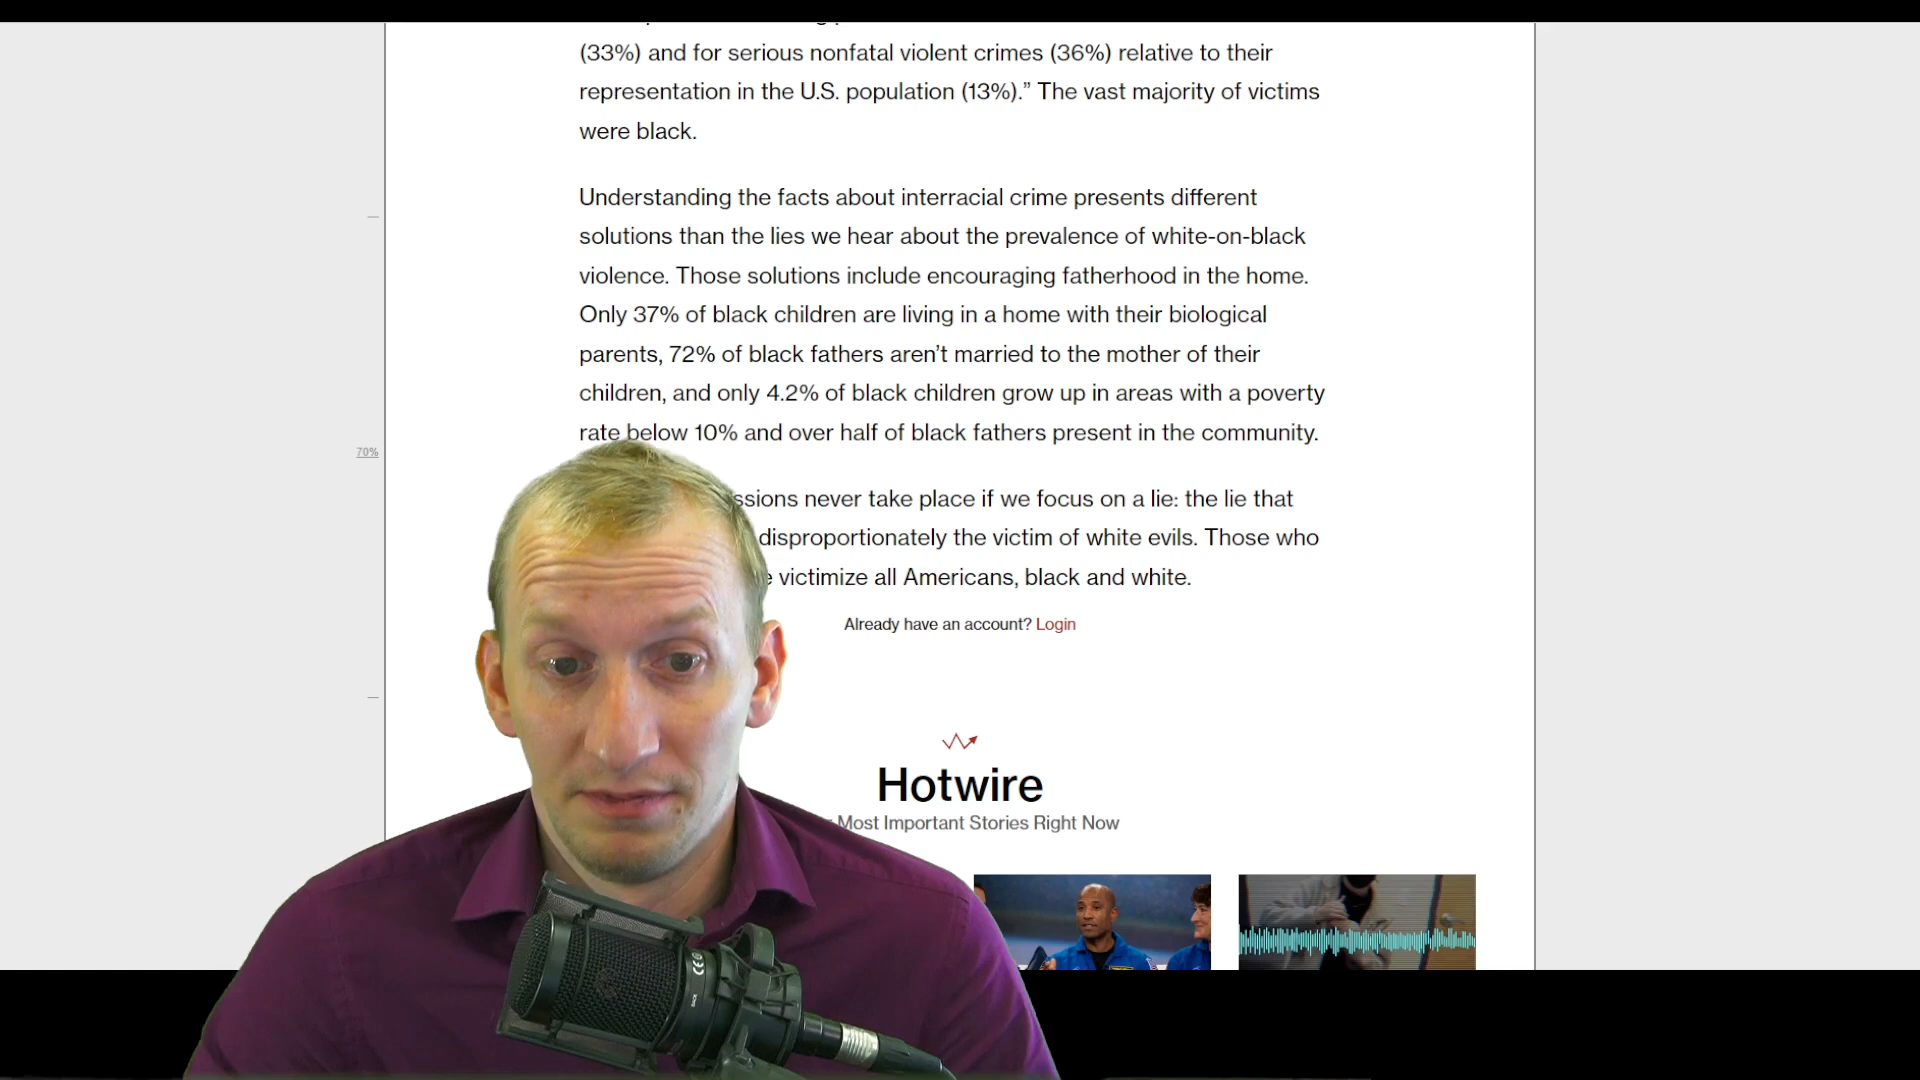 (33%) and for serious nonfatal violent crimes (36%) relative to their
representation in the U.S. population (13%).” The vast majority of victims
were black.
Understanding the facts about interracial crime presents different
solutions than the lies we hear about the prevalence of white-on-black
violence. Those solutions include encouraging fatherhood in the home.
Only 37% of black children are living in a home with their biological
parents, 72% of black fathers aren’t married to the mother of their
children, and only 4.2% of black children grow up in areas with a poverty
rate below 10% and over half of black fathers present in the community.
70%
never take place if we focus on a lie: the lie that
disproportionately the victim of white evils. Those who
victimize all Americans, black and white.
Already have an account? Login
Hotwire
Most Important Stories Right Now
CE
BACK